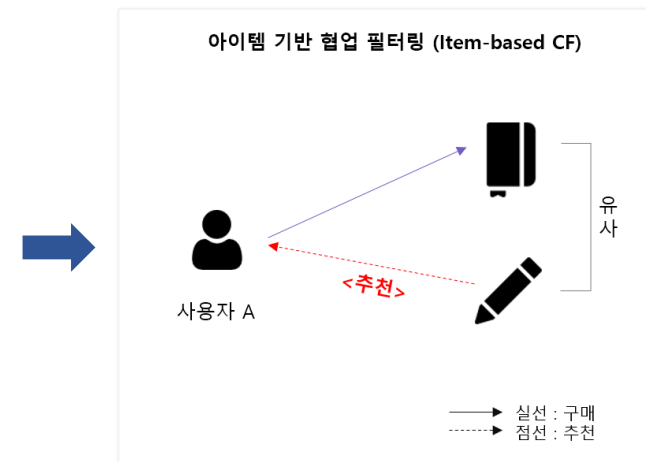 아이템 기반 협업 필터링 (Item-based CF)
유
사
<추천>
사용자 A
실선 : 구매
점선 : 추천